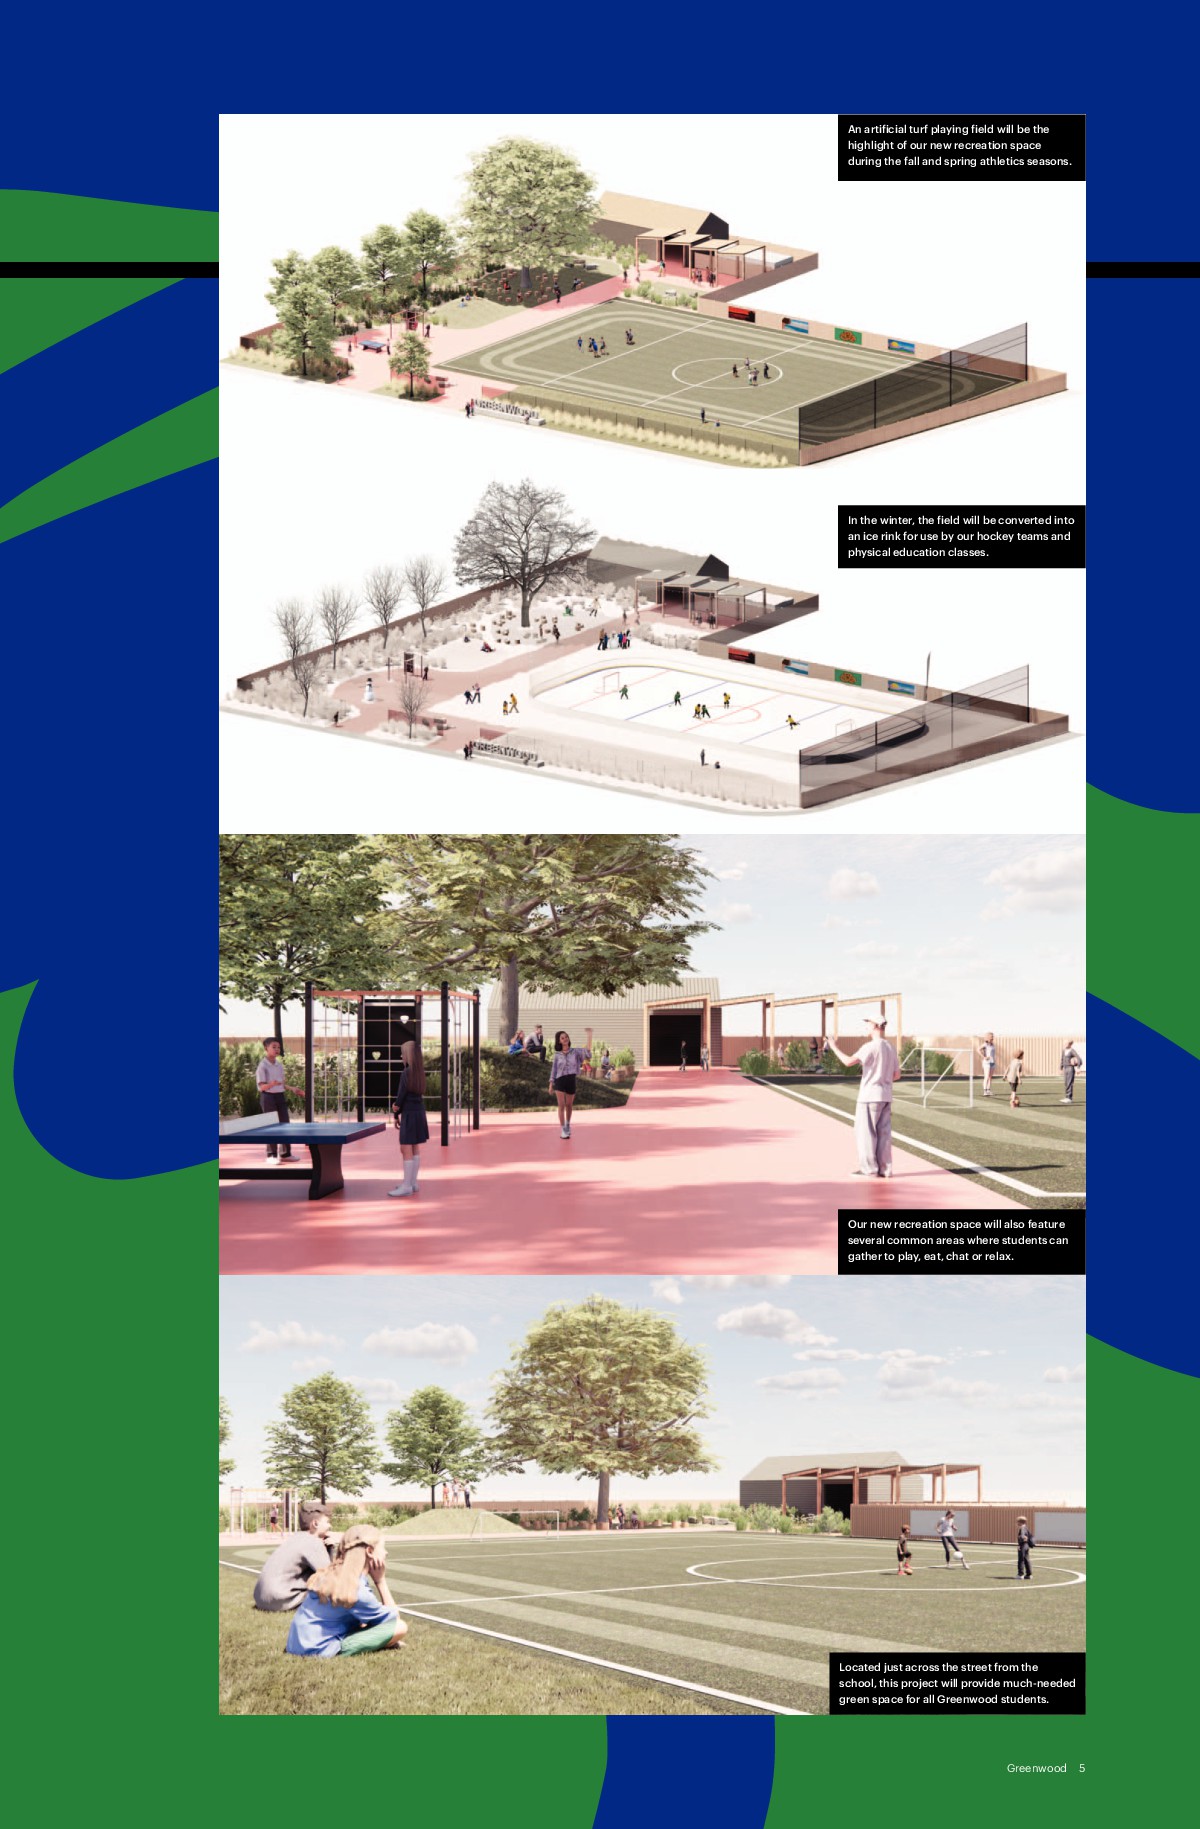 An artificial turf playing field will be the
highlight of our new recreation space
during the fall and spring athletics seasons.
GREENWOOD
In the winter, the field will be converted into
an ice rink for use by our hockey teams and
physical education classes.
GREENWOOD
Our new recreation space will also feature
several common areas where students can
gather to play, eat, chat or relax.
Located just across the street from the
school, this project will provide much-needed
green space for all Greenwood students.
Greenwood 5